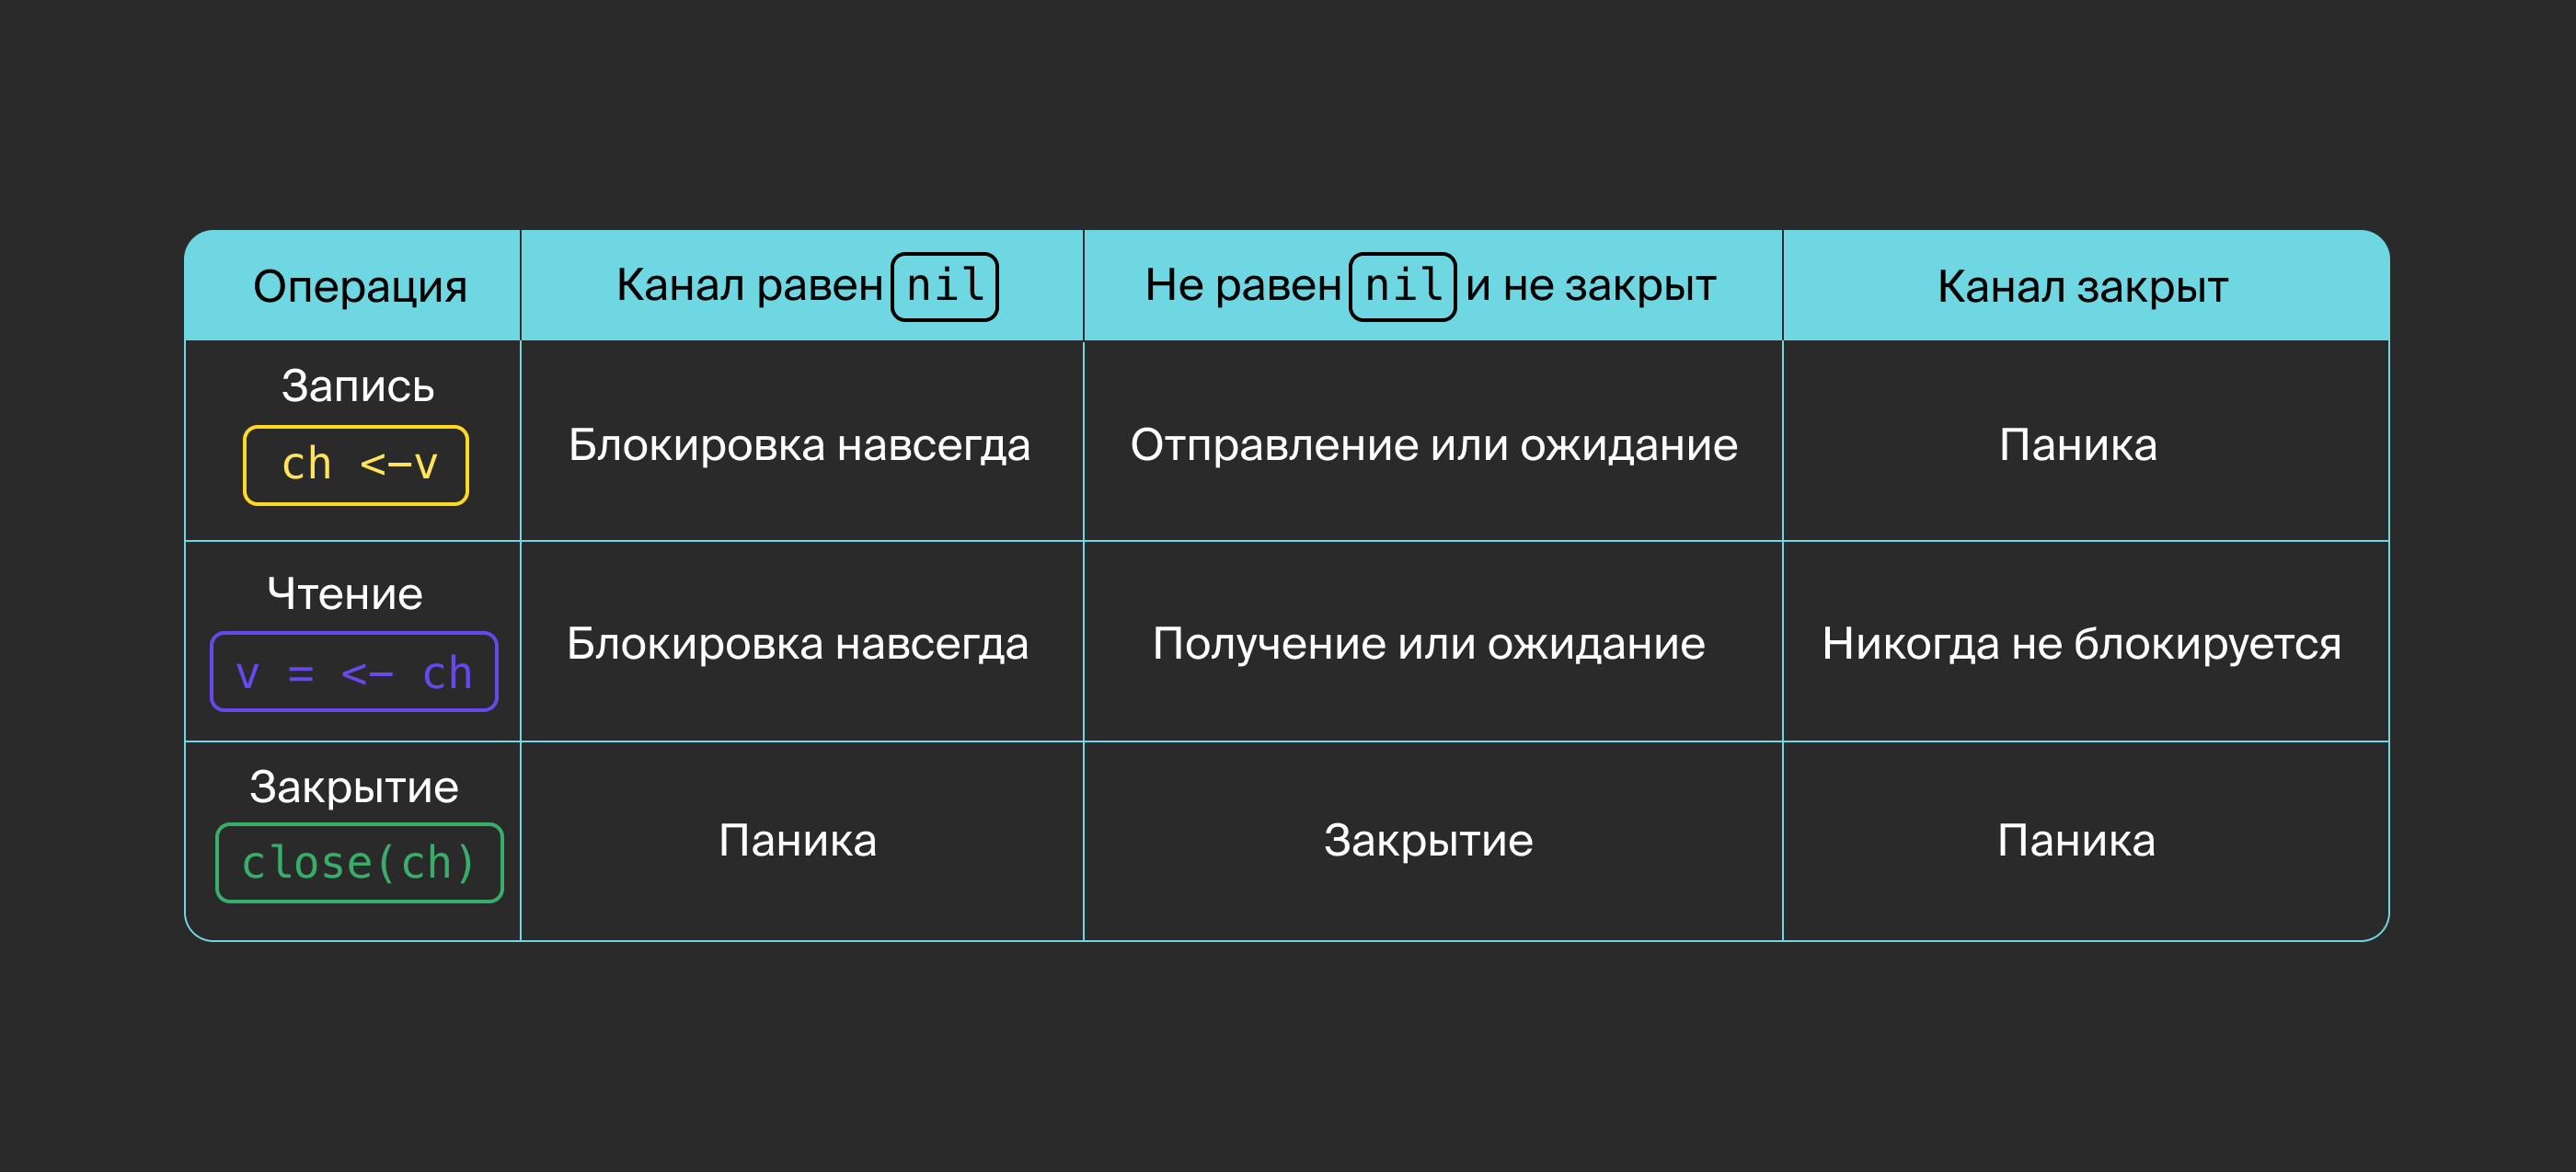 Операция Канал равен nil Не равен nil и не закрыт Канал закрыт
Запись
ch <-v
Блокировка навсегда Отправление или ожидание Паника
Чтение
v = <- ch
Блокировка навсегда Получение или ожидание Никогда не блокируется
Закрытие
close(ch)
Паника Закрытие Паника